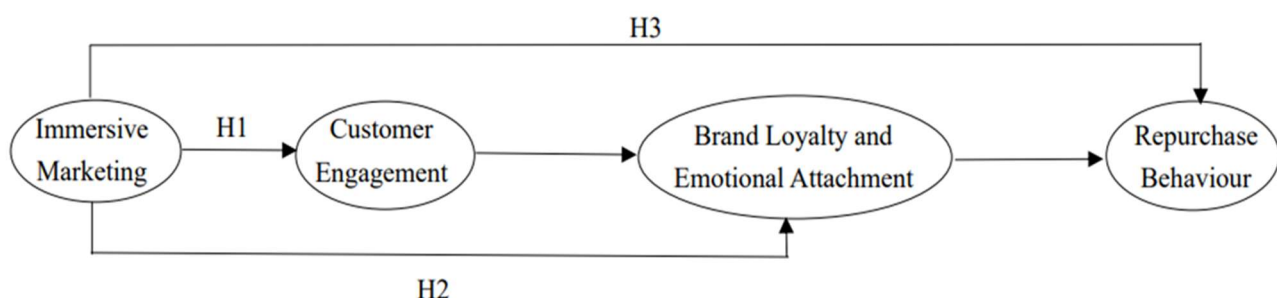 H3
Immersive
Marketing
H1
Customer
Engagement
Brand Loyalty and
Emotional Attachment
Repurchase
Behaviour
H2